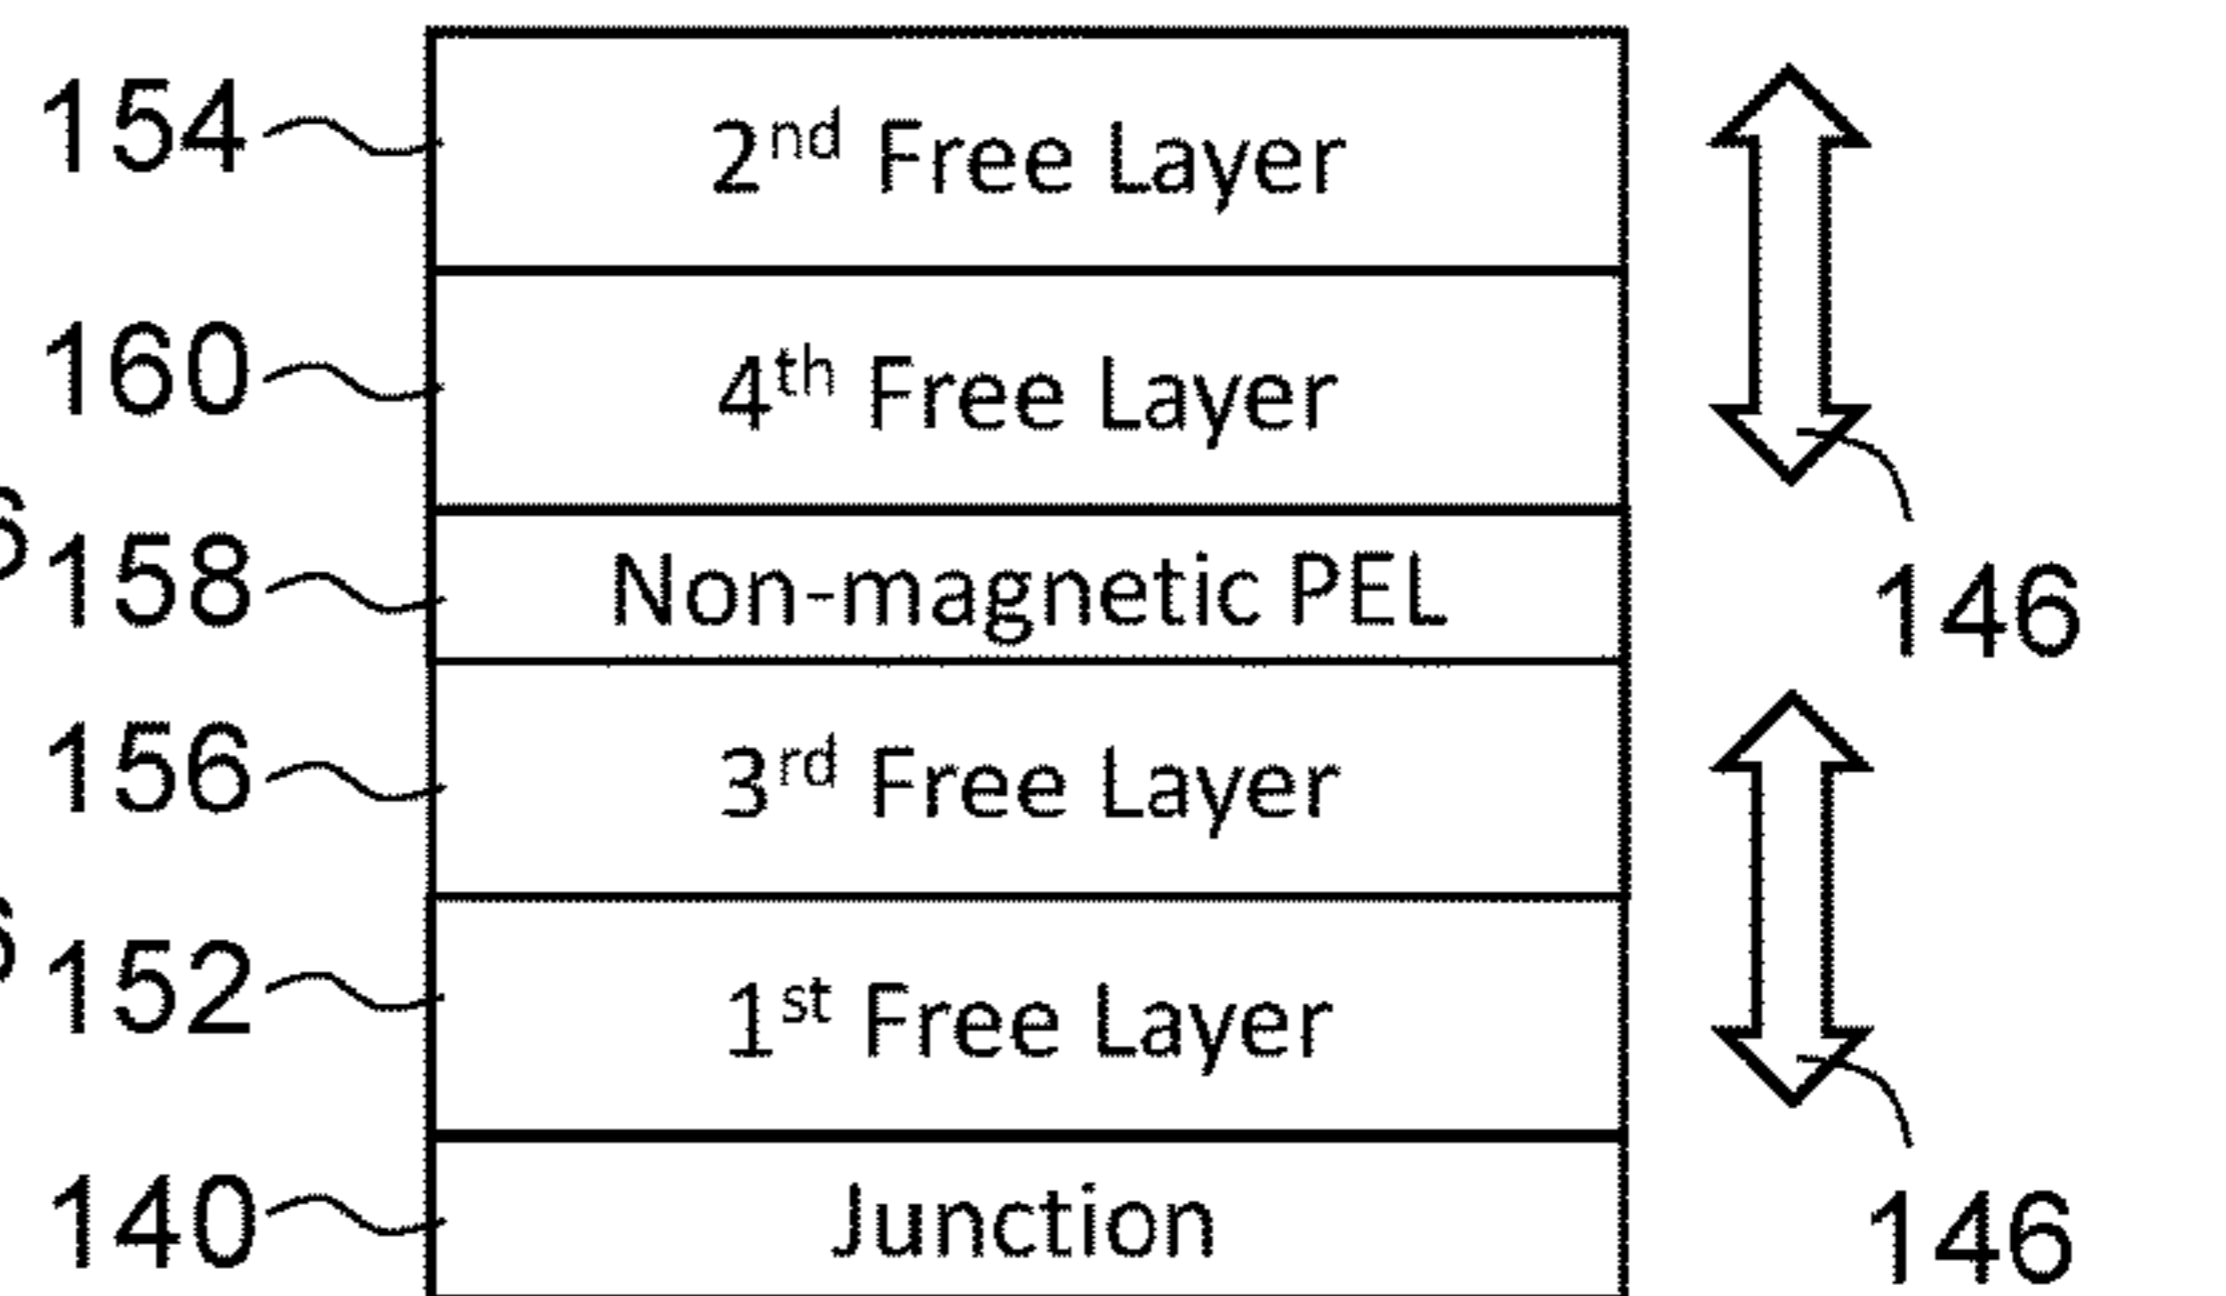 154 2nd Free Layer
160 4th Free Layer
158 Non-magnetic PEL
146
156 3rd Free Layer
152 1st Free Layer
140 Junction
146